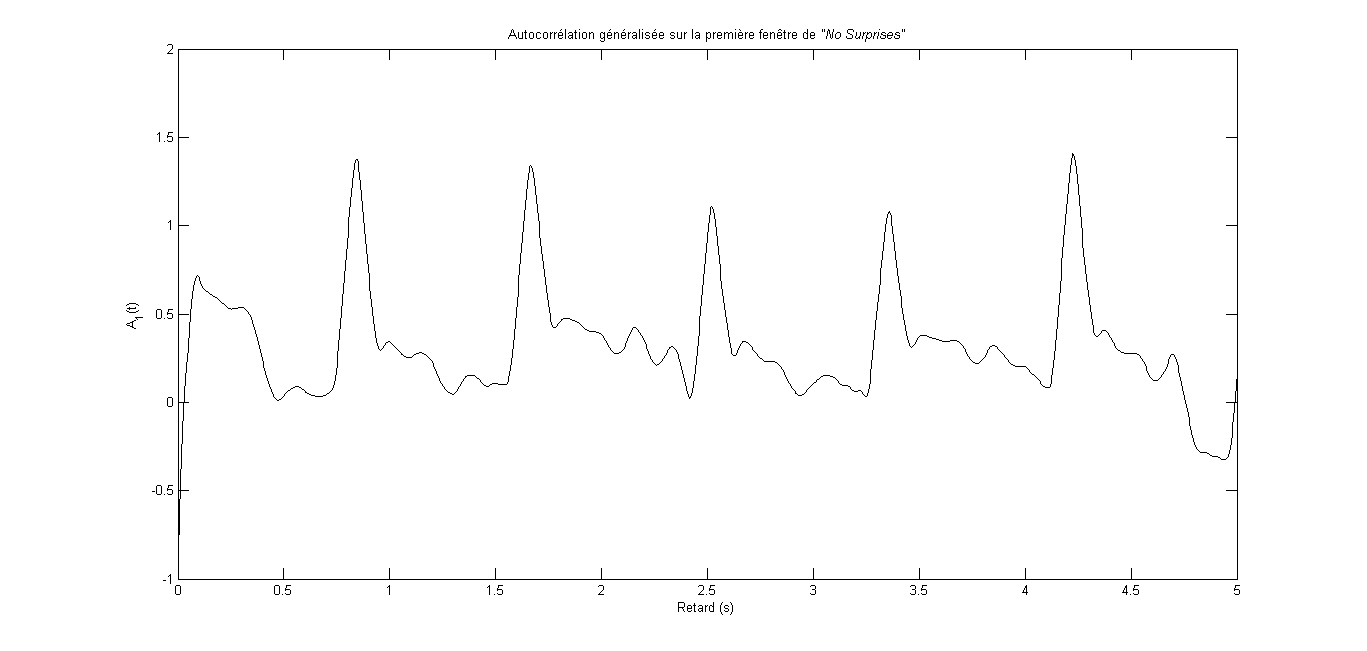 Autocorrélation généralisée sur la première fenêtre de "No Surprises"
2
1.5
1
0.5
0
-0.5
-1
A1(t)
0 0.5 1 1.5 2 2.5 3 3.5 4 4.5 5
Retard (s)